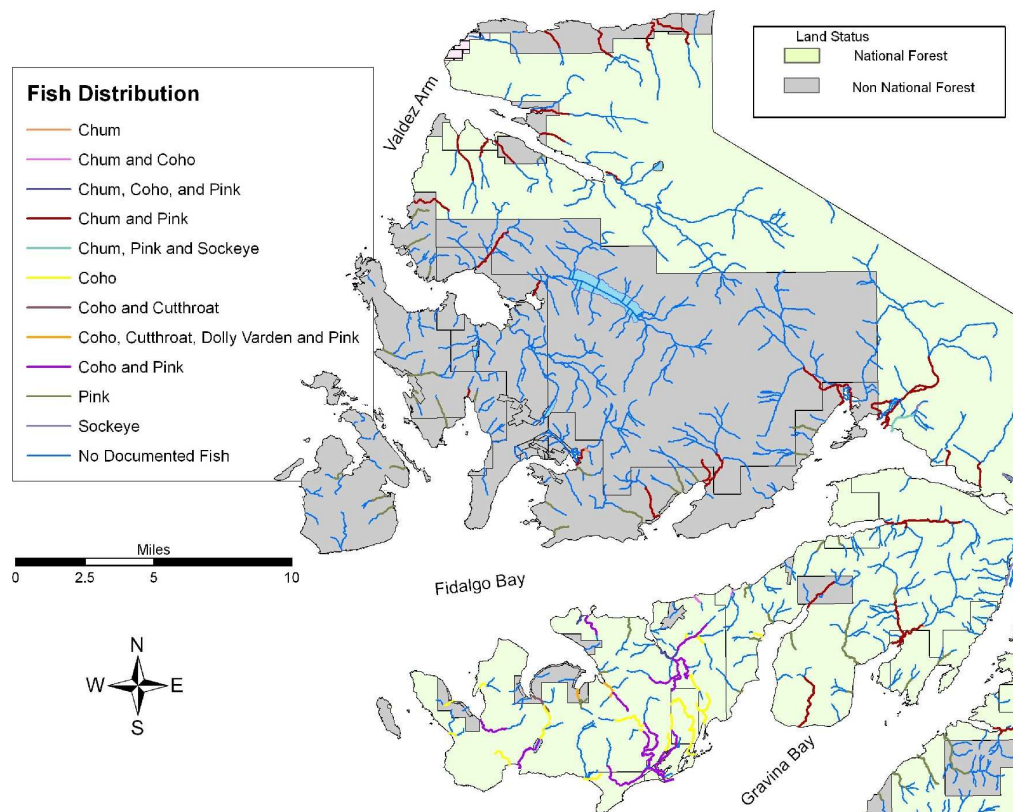 Land Status
National Forest
Non National Forest
Fish Distribution
Chum
Chum and Coho
Chum, Coho, and Pink
Chum and Pink
Chum, Pink and Sockeye
Coho
Coho and Cutthroat
Coho, Cutthroat, Dolly Varden and Pink
Coho and Pink
Pink
Sockeye
No Documented Fish
Valdez Arm
Miles
0 2.5 5 10
Fidalgo Bay
N
W E
S
Gravina Bay